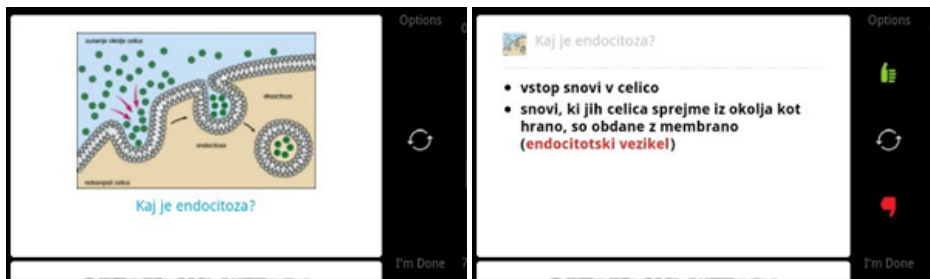 Options
zunanje okolje celice
eksocitoza
endocitoza
notranjost celice
Kaj je endocitoza?
I'm Done
Options
Kaj je endocitoza?
• vstop snovi v celico
• snovi, ki jih celica sprejme iz okolja kot
hrano, so obdane z membrano
(endocitotski vezikel)
I'm Done